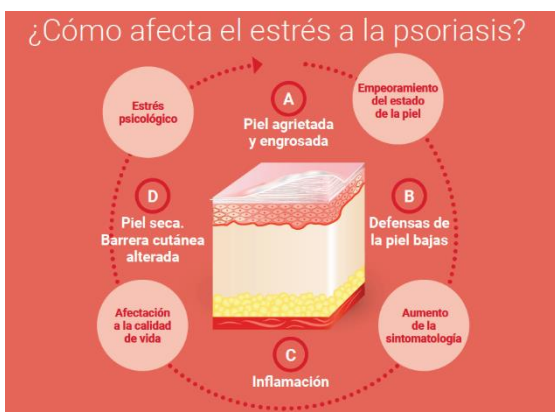 ¿Cómo afecta el estrés a la psoriasis?
A
Piel agrietada
y engrosada
Empeoramiento
del estado
de la piel
B
Defensas de
la piel bajas
Aumento
de la
sintomatología
C
Inflamación
Afectación
a la calidad
de vida
D
Piel seca.
Barrera cutánea
alterada
Estrés
psicológico